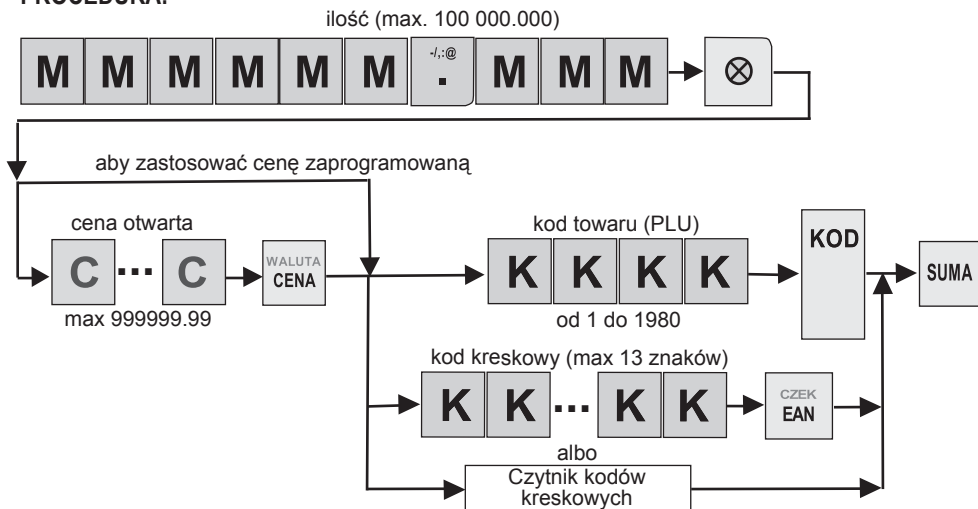 ilość (max. 100 000.000)
M M M M M M -/,:@ . M M M ⊗
aby zastosować cenę zaprogramowaną
cena otwarta
C ... C
WALUTA
CENA
max 999999.99
kod towaru (PLU)
K K K K
KOD
SUMA
od 1 do 1980
kod kreskowy (max 13 znaków)
K K ... K K
CZEK
EAN
albo
Czytnik kodów
kreskowych